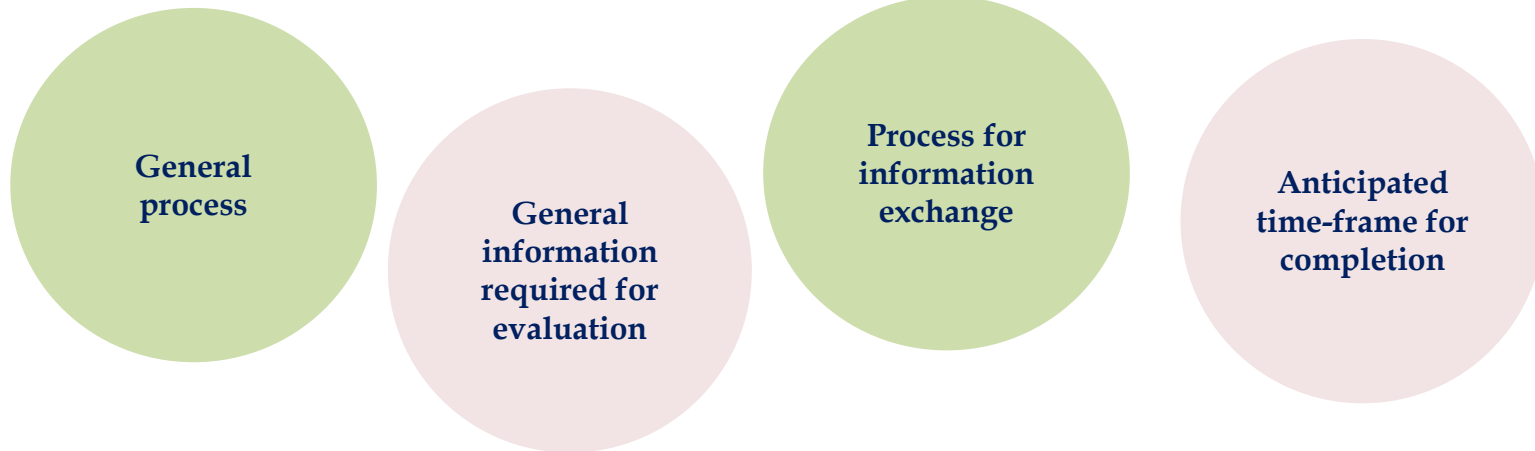 General
process
General
information
required for
evaluation
Process for
information
exchange
Anticipated
time-frame for
completion